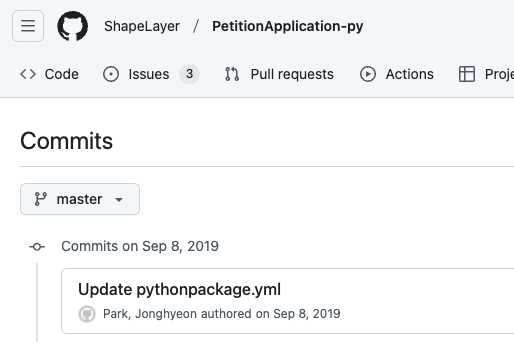 ShapeLayer / PetitionApplication-py
Code Issues 3 Pull requests Actions Proje
Commits
master
Commits on Sep 8, 2019
Update pythonpackage.yml
Park, Jonghyeon authored on Sep 8, 2019